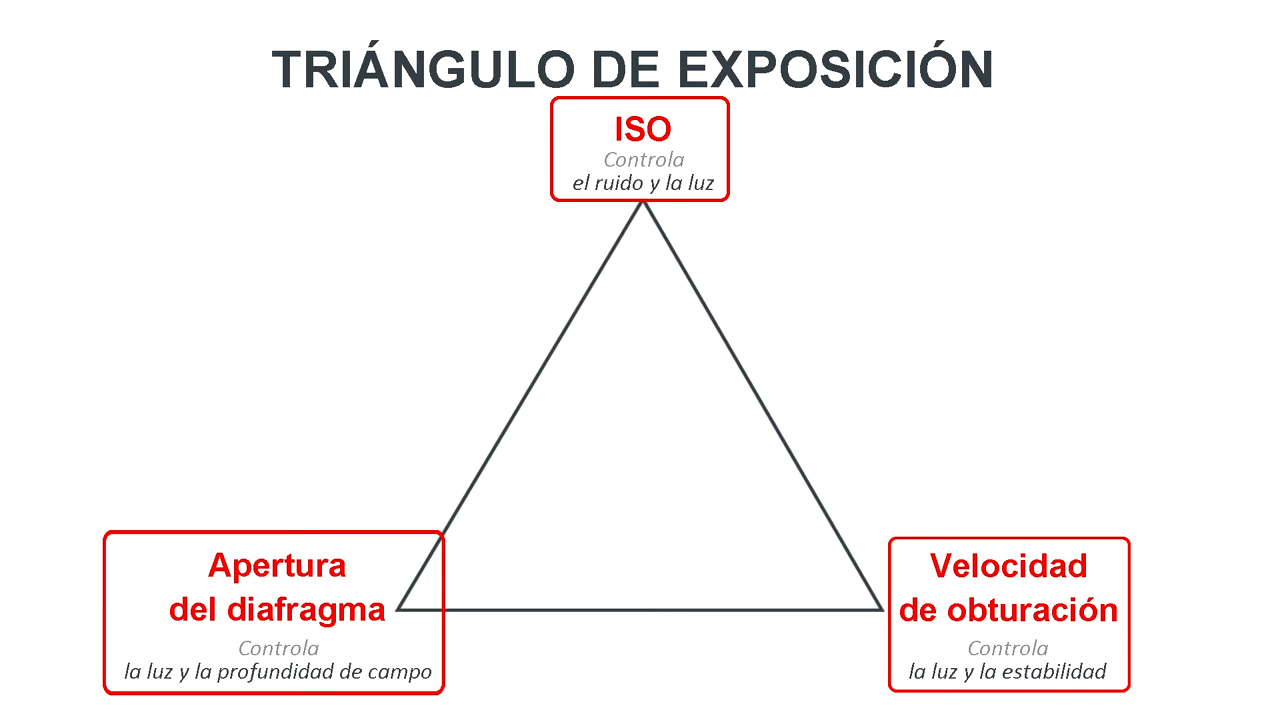 TRIÁNGULO DE EXPOSICIÓN
ISO
Controla
el ruido y la luz
Apertura
del diafragma
Controla
la luz y la profundidad de campo
Velocidad
de obturación
Controla
la luz y la estabilidad